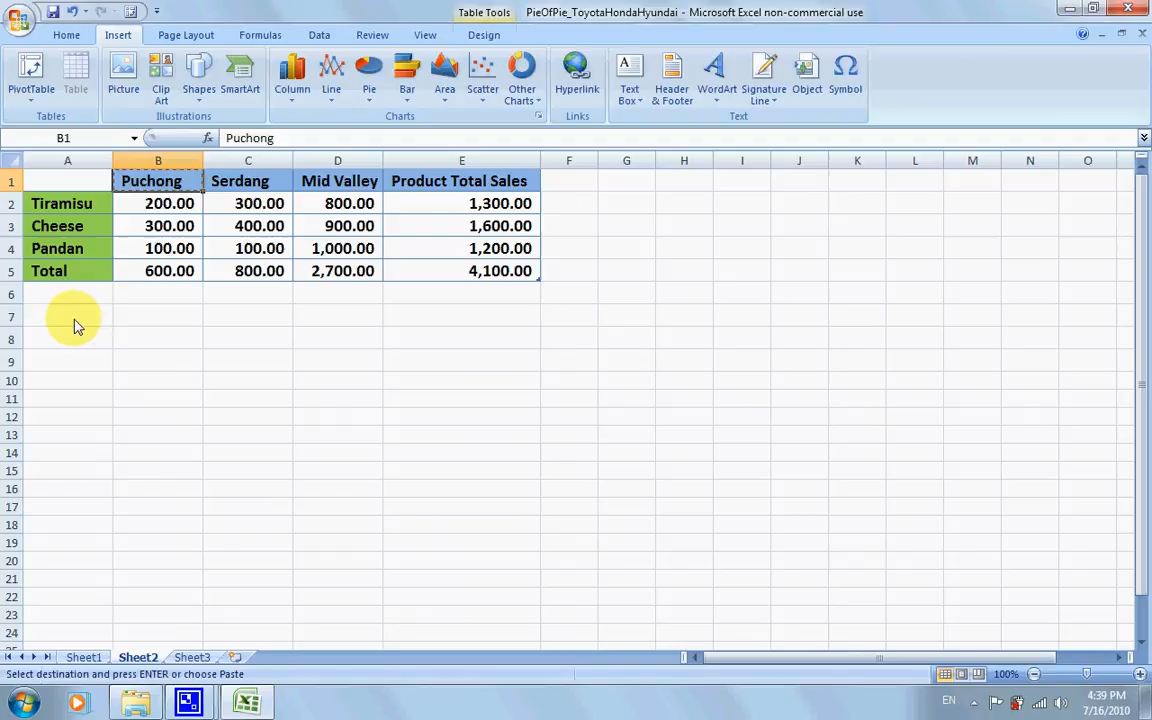 Table Tools
PieOfPie_ToyotaHondaHyundai - Microsoft Excel non-commercial use
Home Insert Page Layout Formulas Data Review View Design
PivotTable Table Picture Clip Art Shapes SmartArt Column Line Pie Bar Area Scatter Other Charts Hyperlink Text Box Header & Footer WordArt Signature Line Object Symbol
Tables Illustrations Charts Links Text
B1 fx Puchong
A B C D E F G H I J K L M N O
1 Puchong Serdang Mid Valley Product Total Sales
2 Tiramisu 200.00 300.00 800.00 1,300.00
3 Cheese 300.00 400.00 900.00 1,600.00
4 Pandan 100.00 100.00 1,000.00 1,200.00
5 Total 600.00 800.00 2,700.00 4,100.00
6
7
8
9
10
11
12
13
14
15
16
17
18
19
20
21
22
23
24
Sheet1 Sheet2 Sheet3
Select destination and press ENTER or choose Paste 100%
EN 4:39 PM
7/16/2010